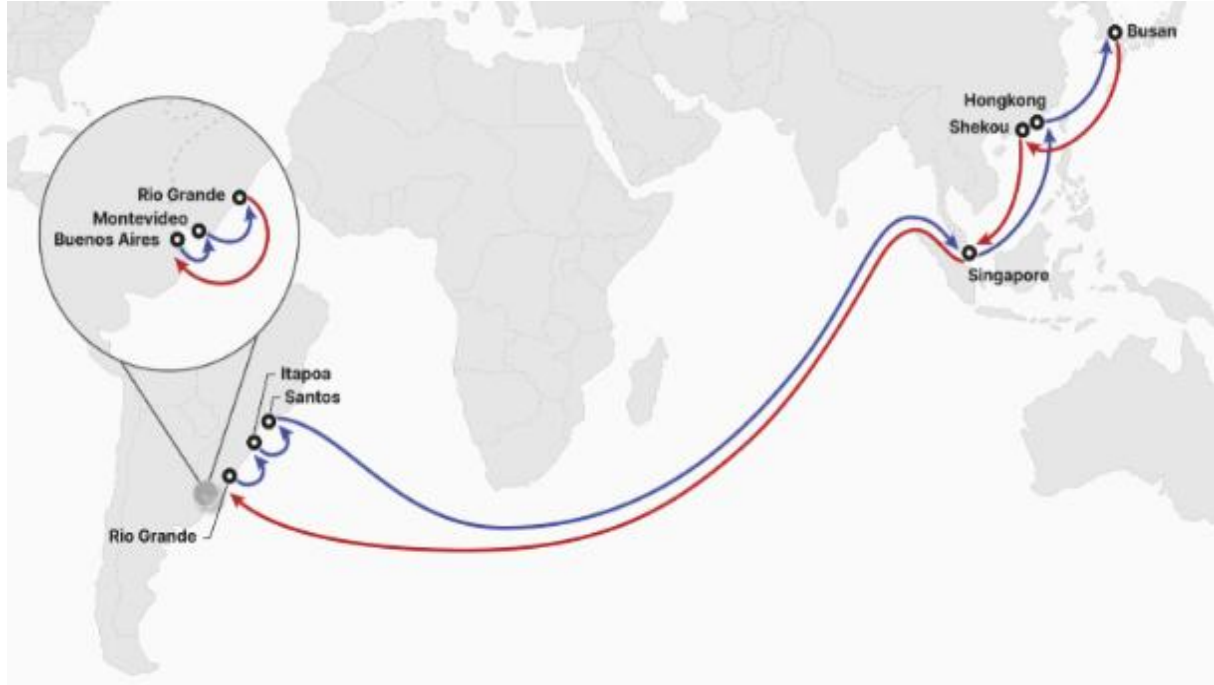 Busan
Hongkong
Shekou
Rio Grande
Montevideo
Buenos Aires
Singapore
Itapoa
Santos
Rio Grande